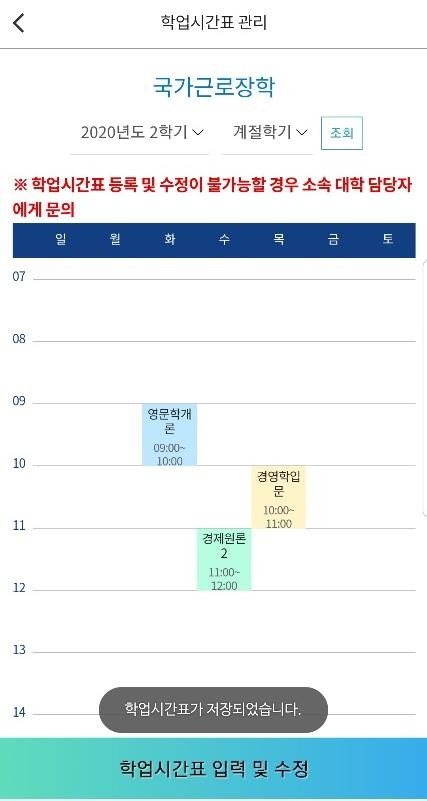 학업시간표 관리
국가근로장학
2020년도 2학기 계절학기 조회
※ 학업시간표 등록 및 수정이 불가능할 경우 소속 대학 담당자
에게 문의
일 월 화 수 목 금 토
07
08
09
영문학개
론
09:00~
10:00
10
경영학입
문
10:00~
11:00
11
경제원론
2
11:00~
12:00
12
13
14
학업시간표가 저장되었습니다.
학업시간표 입력 및 수정